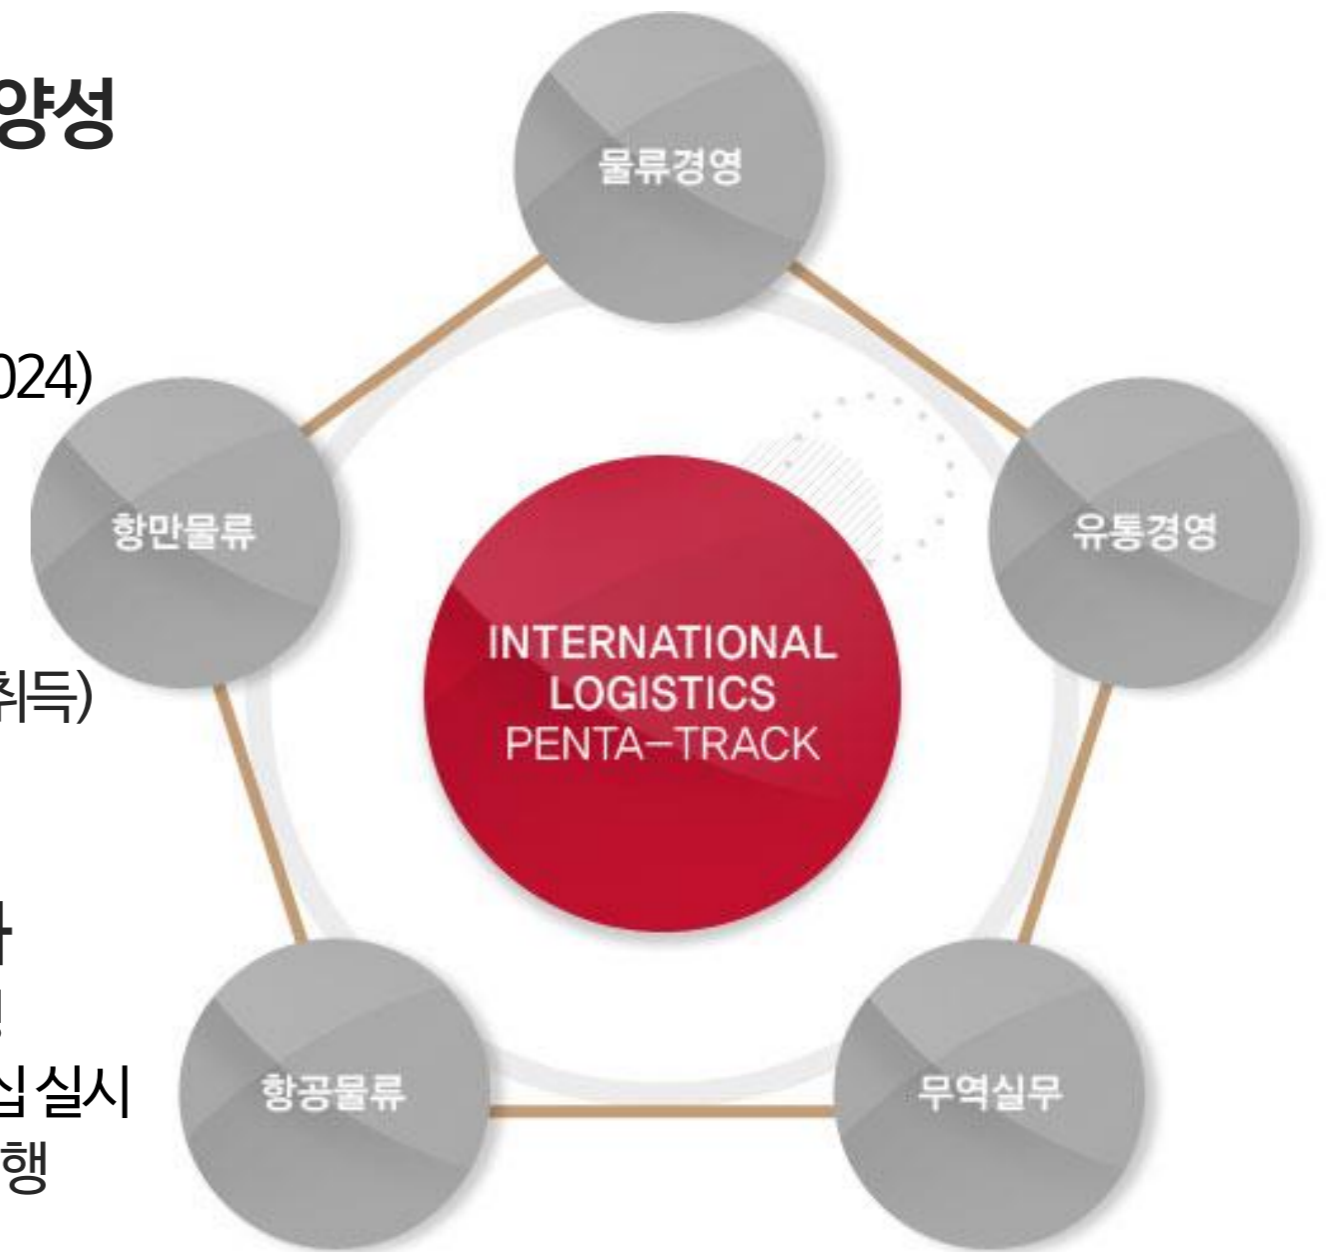 양성
물류경영
024)
항만물류
유통경영
INTERNATIONAL
LOGISTICS
PENTA–TRACK
취득)
십 실시
항공물류
무역실무
행